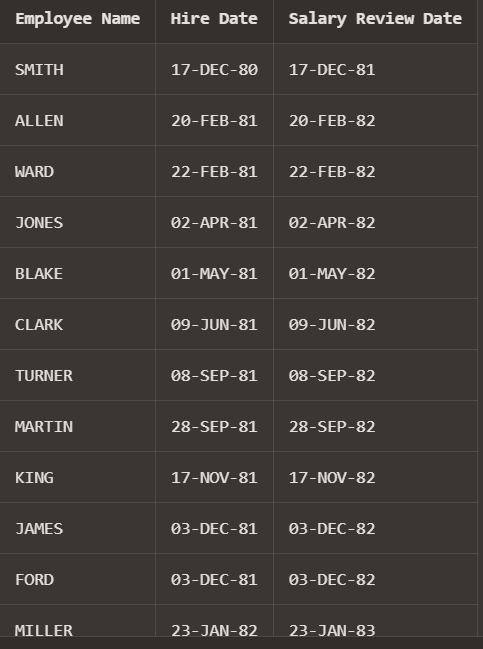 Employee Name Hire Date Salary Review Date
SMITH 17-DEC-80 17-DEC-81
ALLEN 20-FEB-81 20-FEB-82
WARD 22-FEB-81 22-FEB-82
JONES 02-APR-81 02-APR-82
BLAKE 01-MAY-81 01-MAY-82
CLARK 09-JUN-81 09-JUN-82
TURNER 08-SEP-81 08-SEP-82
MARTIN 28-SEP-81 28-SEP-82
KING 17-NOV-81 17-NOV-82
JAMES 03-DEC-81 03-DEC-82
FORD 03-DEC-81 03-DEC-82
MILLER 23-JAN-82 23-JAN-83